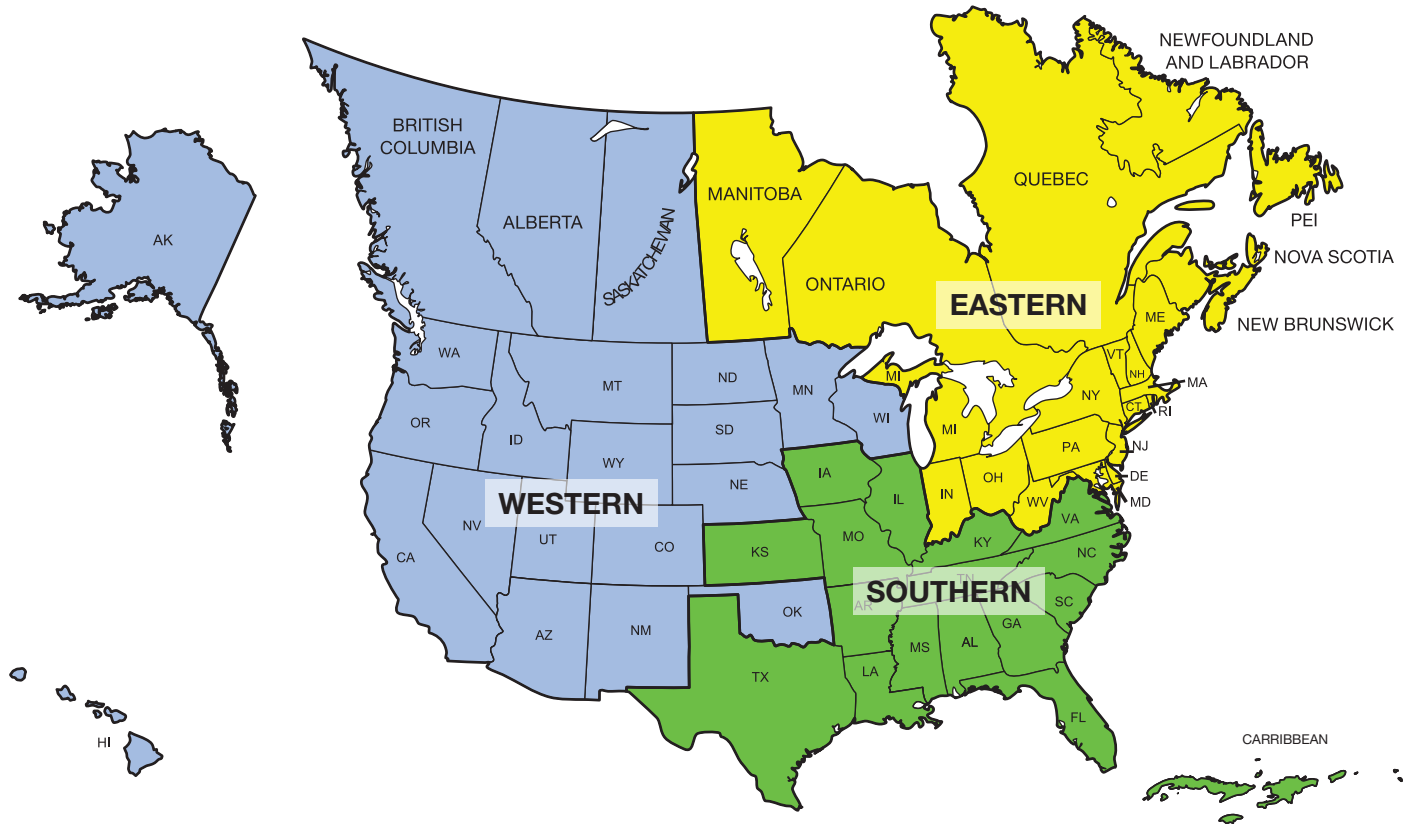 NEWFOUNDLAND
AND LABRADOR
BRITISH
COLUMBIA
ALBERTA
SASKATCHEWAN
MANITOBA
ONTARIO
QUEBEC
PEI
NOVA SCOTIA
NEW BRUNSWICK
EASTERN
AK
WA
MT
ND
MN
MI
ME
VT
NH
MA
OR
ID
SD
WI
MI
NY
CT
RI
WY
NE
IA
IL
IN
OH
PA
NJ
DE
MD
WV
WESTERN
NV
UT
CO
CA
KS
MO
KY
VA
NC
SOUTHERN
TN
AR
SC
GA
AZ
NM
OK
MS
AL
TX
LA
FL
HI
CARRIBBEAN